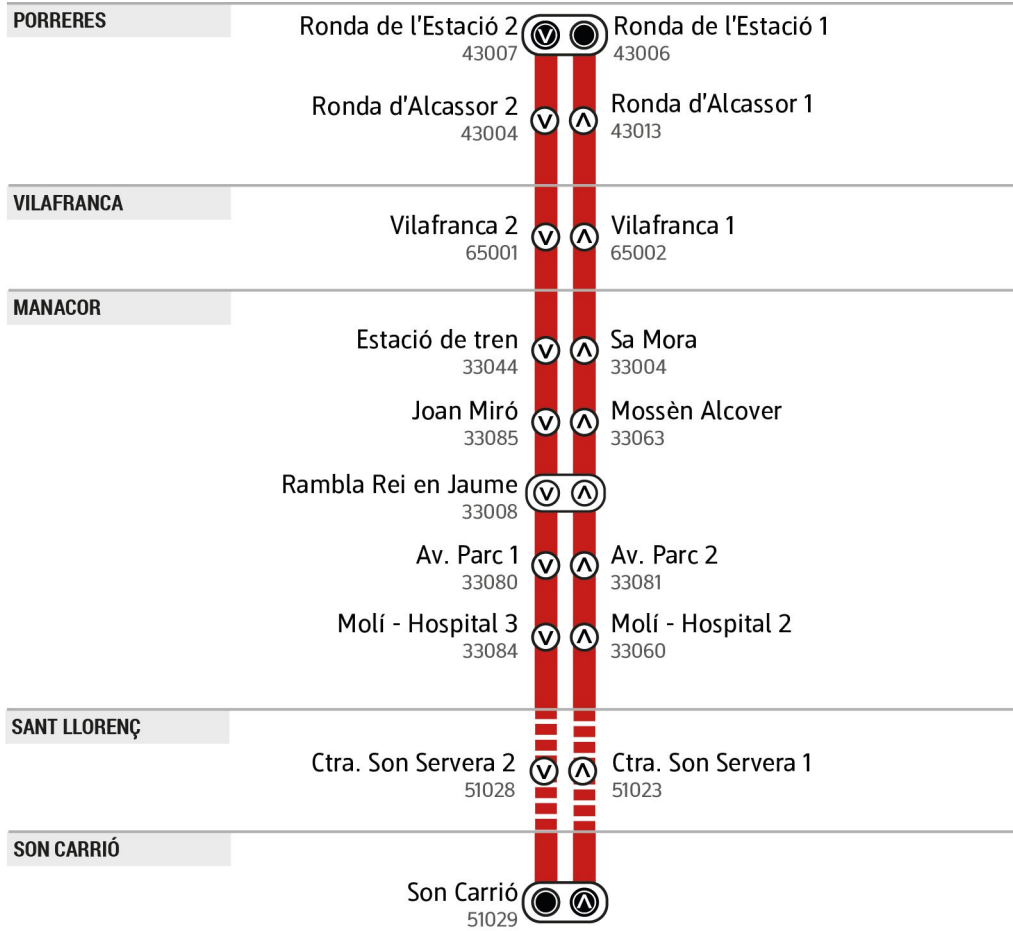 PORRERES
Ronda de l'Estació 2
43007
Ronda de l'Estació 1
43006
Ronda d'Alcassor 2
43004
Ronda d'Alcassor 1
43013
VILAFRANCA
Vilafranca 2
65001
Vilafranca 1
65002
MANACOR
Estació de tren
33044
Sa Mora
33004
Joan Miró
33085
Mossèn Alcover
33063
Rambla Rei en Jaume
33008
Av. Parc 1
33080
Av. Parc 2
33081
Molí - Hospital 3
33084
Molí - Hospital 2
33060
SANT LLORENÇ
Ctra. Son Servera 2
51028
Ctra. Son Servera 1
51023
SON CARRIÓ
Son Carrió
51029